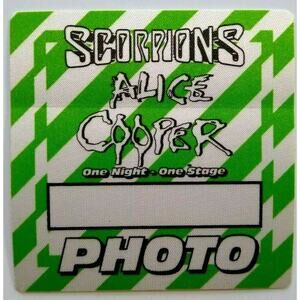 SCORPIONS
ALICE
COOPER
One Night - One Stage
PHOTO